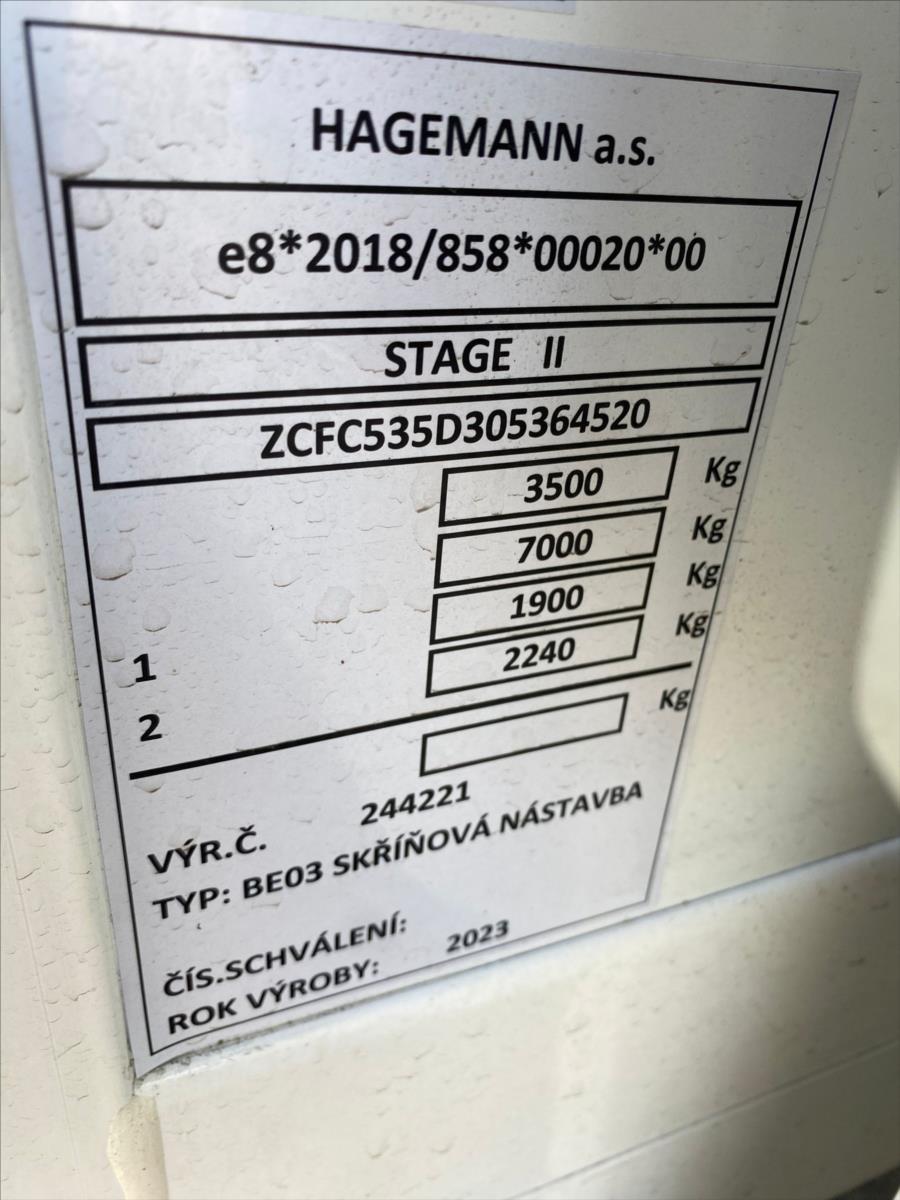 HAGEMANN a.s.
e8*2018/858*00020*00
STAGE II
ZCFC535D305364520
3500 Kg
7000 Kg
1900 Kg
1 2240 Kg
2 Kg
VÝR.Č. 244221
TYP: BE03 SKŘÍŇOVÁ NÁSTAVBA
ČÍS.SCHVÁLENÍ:
ROK VÝROBY: 2023